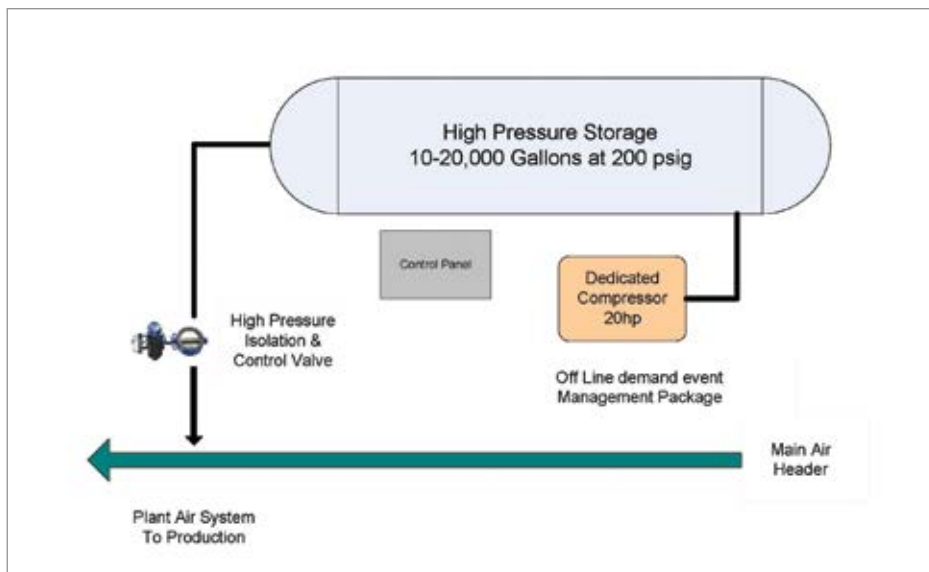 High Pressure Storage
10-20,000 Gallons at 200 psig
Control Panel
Dedicated
Compressor
20hp
High Pressure
Isolation &
Control Valve
Off Line demand event
Management Package
Main Air
Header
Plant Air System
To Production